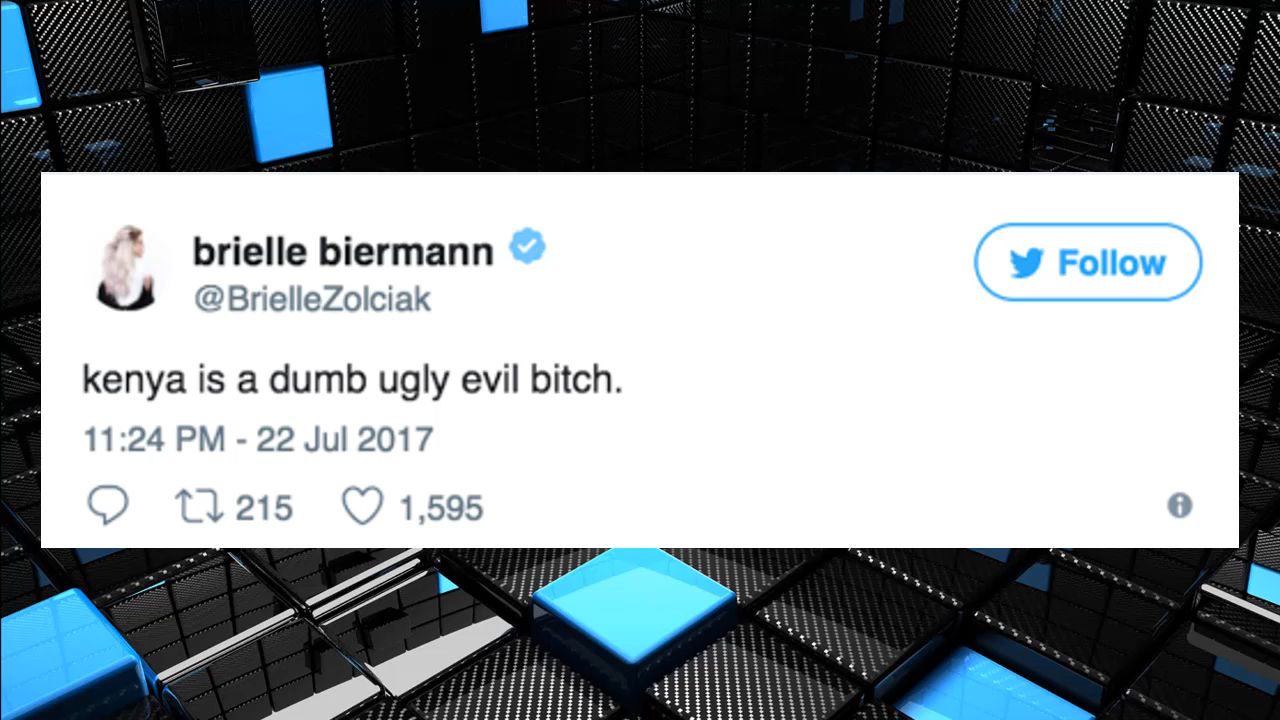 brielle biermann
@BrielleZolciak
Follow
kenya is a dumb ugly evil bitch.
11:24 PM - 22 Jul 2017
215 1,595